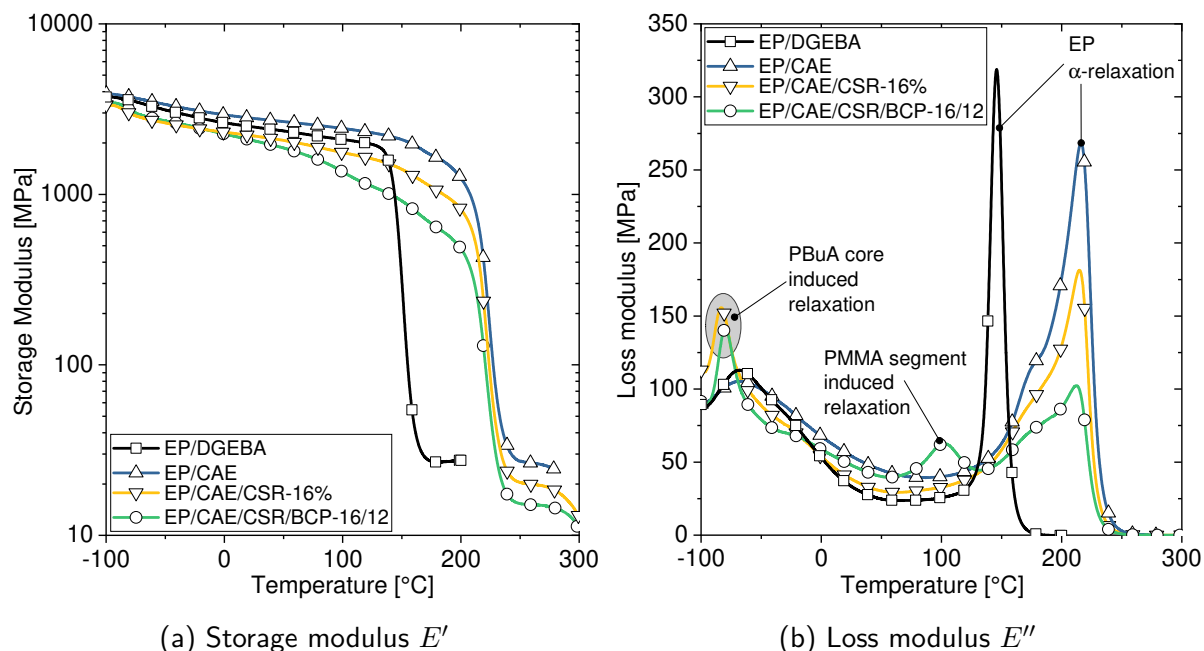 10000
1000
100
10
Storage Modulus [MPa]
EP/DGEBA
EP/CAE
EP/CAE/CSR-16%
EP/CAE/CSR/BCP-16/12
-100
0
100
200
300
Temperature [°C]
(a) Storage modulus E′
350
300
250
200
150
100
50
0
Loss modulus [MPa]
EP/DGEBA
EP/CAE
EP/CAE/CSR-16%
EP/CAE/CSR/BCP-16/12
EP
α-relaxation
PBuA core
induced
relaxation
PMMA segment
induced
relaxation
-100
0
100
200
300
Temperature [°C]
(b) Loss modulus E′′